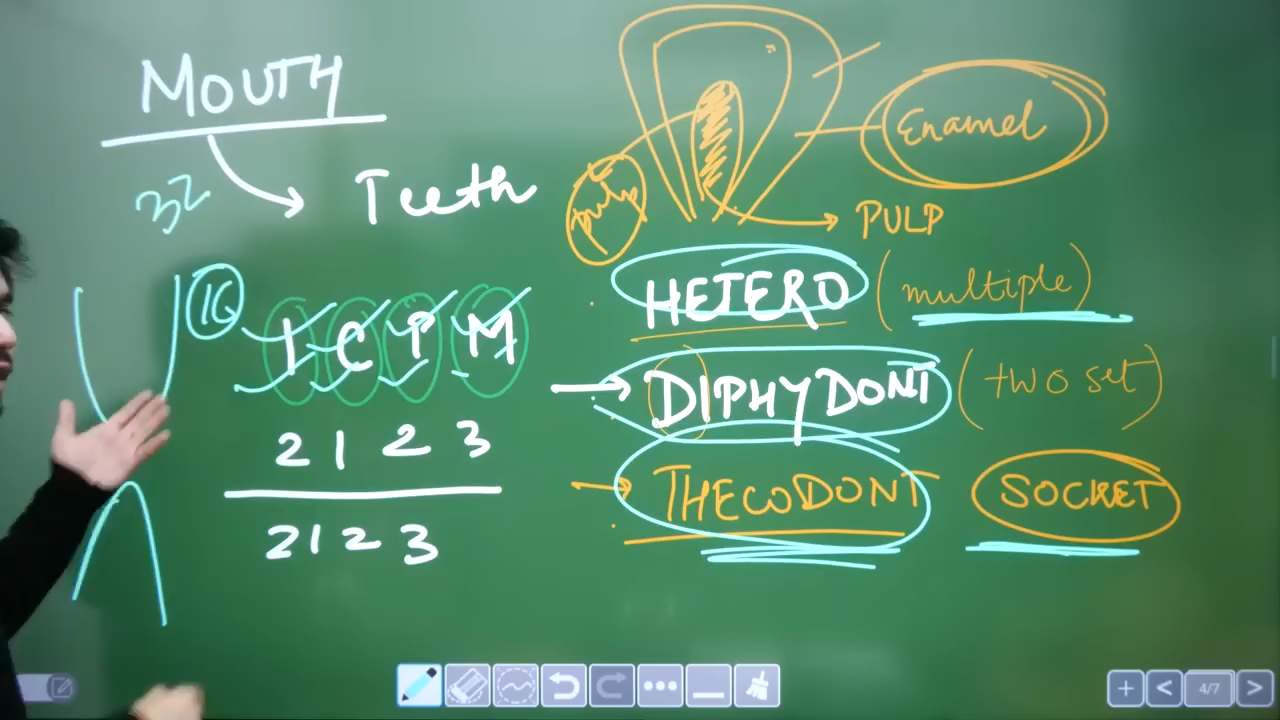 MOUTH
32
Teeth
Enamel
pulp
PULP
16
I C P M
2 1 2 3
2 1 2 3
HETERO (multiple)
DIPHYDONT (two set)
THECODONT SOCKET
4/7